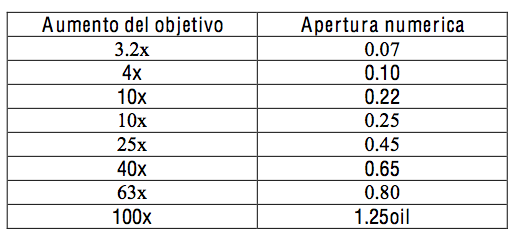 Aumento del objetivo Apertura numerica
3.2x 0.07
4x 0.10
10x 0.22
10x 0.25
25x 0.45
40x 0.65
63x 0.80
100x 1.25oil